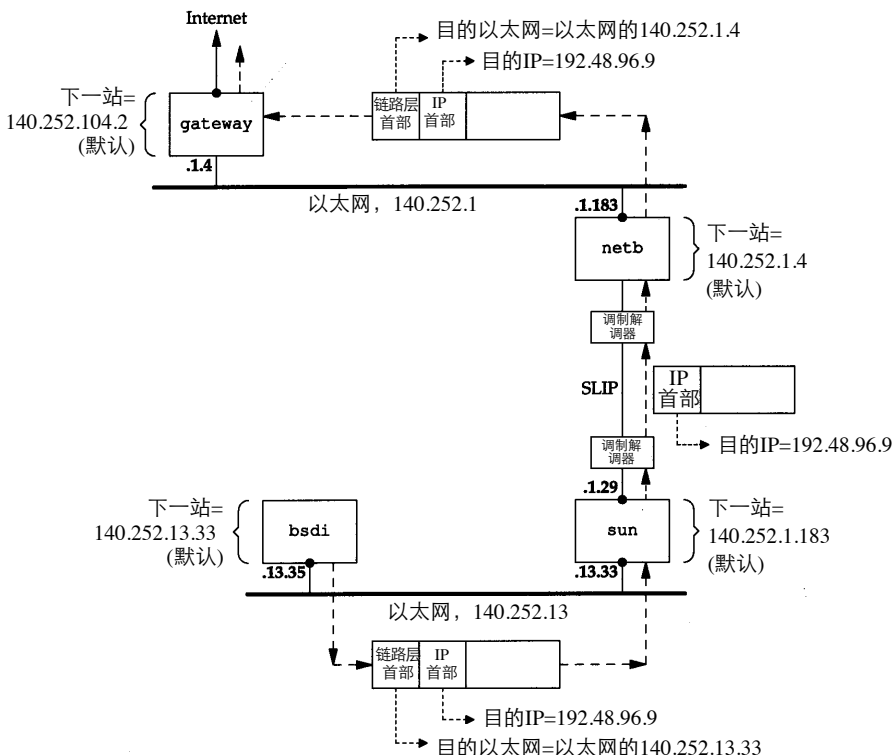 Internet
目的以太网=以太网的140.252.1.4
目的IP=192.48.96.9
下一站=
140.252.104.2
(默认)
gateway
链路层
首部
IP
首部
.1.4
以太网，140.252.1
.1.183
netb
下一站=
140.252.1.4
(默认)
调制解
调器
SLIP
IP
首部
目的IP=192.48.96.9
调制解
调器
.1.29
下一站=
140.252.13.33
(默认)
bsdi
sun
下一站=
140.252.1.183
(默认)
.13.35
.13.33
以太网，140.252.13
链路层
首部
IP
首部
目的IP=192.48.96.9
目的以太网=以太网的140.252.13.33